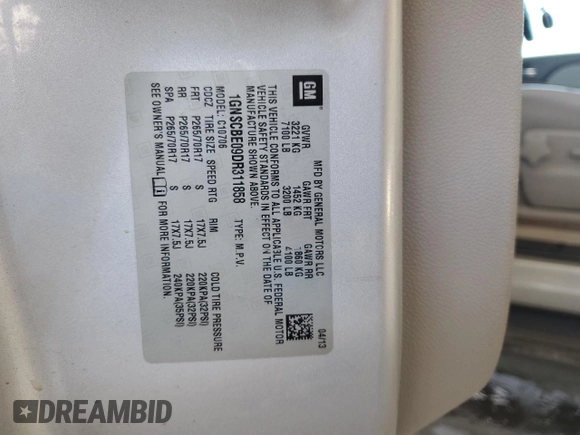 GM
MFD BY GENERAL MOTORS LLC
04/13
GVWR GAWR FRT GAWR RR
3221 KG 1452 KG 1860 KG
7100 LB 3200 LB 4100 LB
THIS VEHICLE CONFORMS TO ALL APPLICABLE U.S. FEDERAL MOTOR
VEHICLE SAFETY STANDARDS IN EFFECT ON THE DATE OF
MANUFACTURE SHOWN ABOVE.
1GNSCBE09DR311858 TYPE: M.P.V.
MODEL: C10706
CDCZ TIRE SIZE SPEED RTG RIM COLD TIRE PRESSURE
FRT P265/70R17 S 17X7.5J 220KPA(32PSI)
RR P265/70R17 S 17X7.5J 220KPA(32PSI)
SPA P265/70R17 S 17X7.5J 240KPA(35PSI)
SEE OWNER'S MANUAL FOR MORE INFORMATION.
DREAMBID